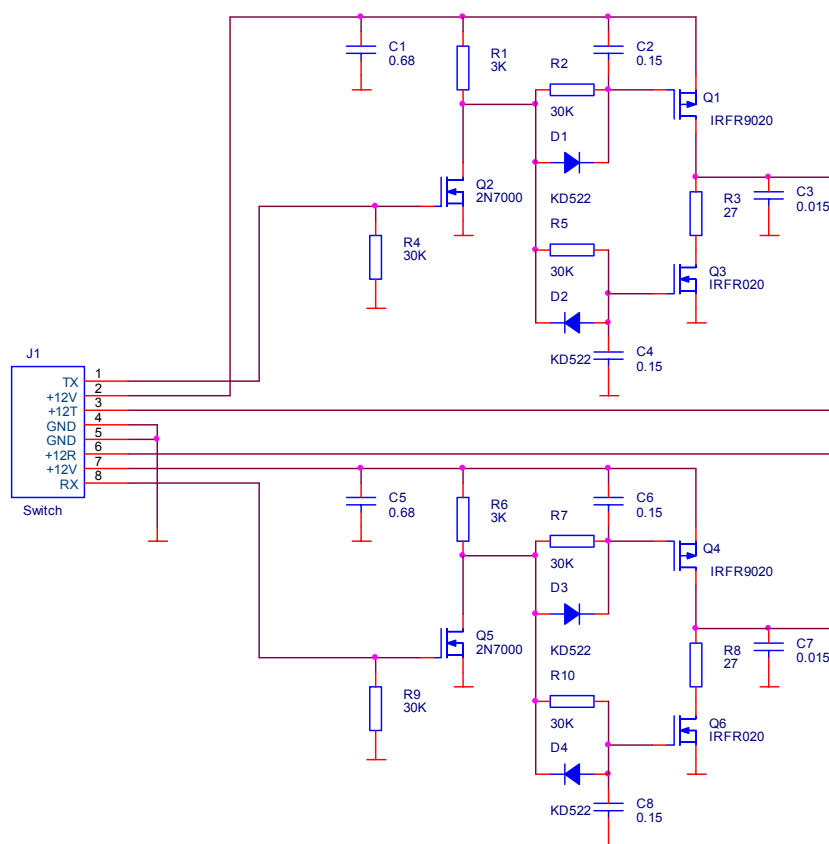 C1
0.68
R1
3K
C2
0.15
R2
30K
Q1
IRFR9020
D1
KD522
Q2
2N7000
R4
30K
R5
30K
R3
27
C3
0.015
Q3
IRFR020
D2
KD522
C4
0.15
J1
TX 1
+12V 2
+12T 3
GND 4
GND 5
+12R 6
+12V 7
RX 8
Switch
C5
0.68
R6
3K
C6
0.15
R7
30K
Q4
IRFR9020
D3
KD522
Q5
2N7000
R9
30K
R10
30K
R8
27
C7
0.015
Q6
IRFR020
D4
KD522
C8
0.15